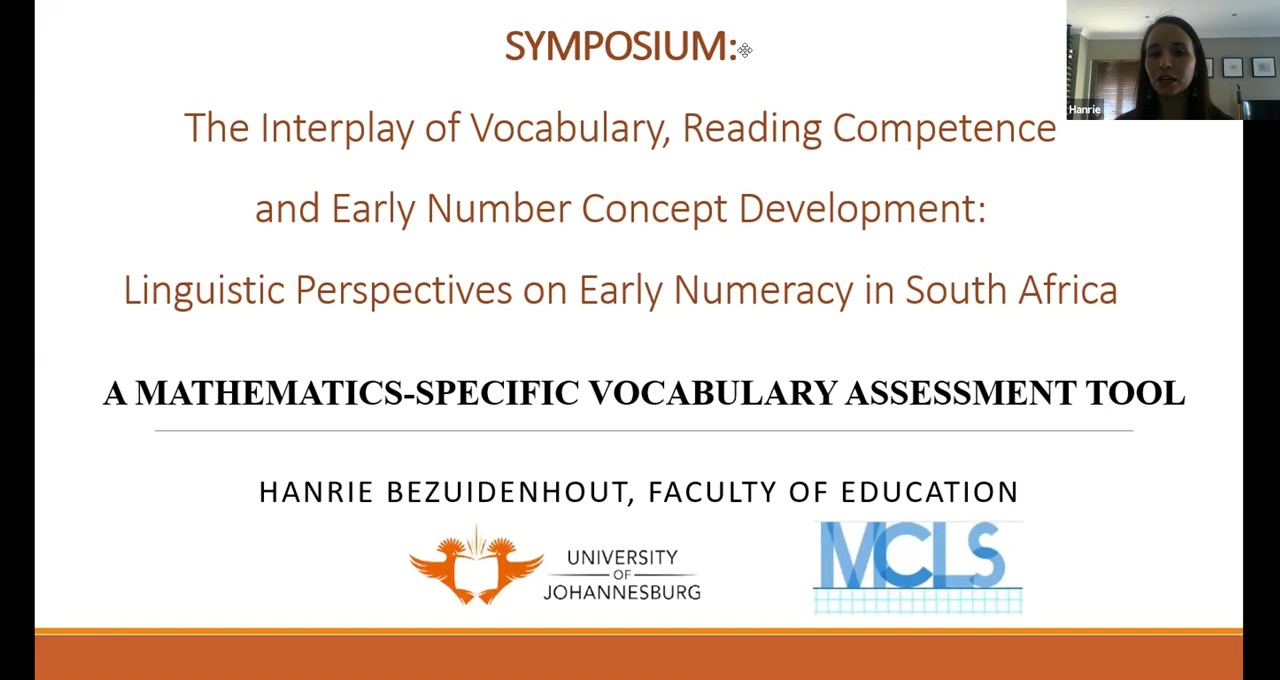 SYMPOSIUM:
Hanrie
The Interplay of Vocabulary, Reading Competence
and Early Number Concept Development:
Linguistic Perspectives on Early Numeracy in South Africa
A MATHEMATICS-SPECIFIC VOCABULARY ASSESSMENT TOOL
HANRIE BEZUIDENHOUT, FACULTY OF EDUCATION
UNIVERSITY
OF
JOHANNESBURG
MCLS